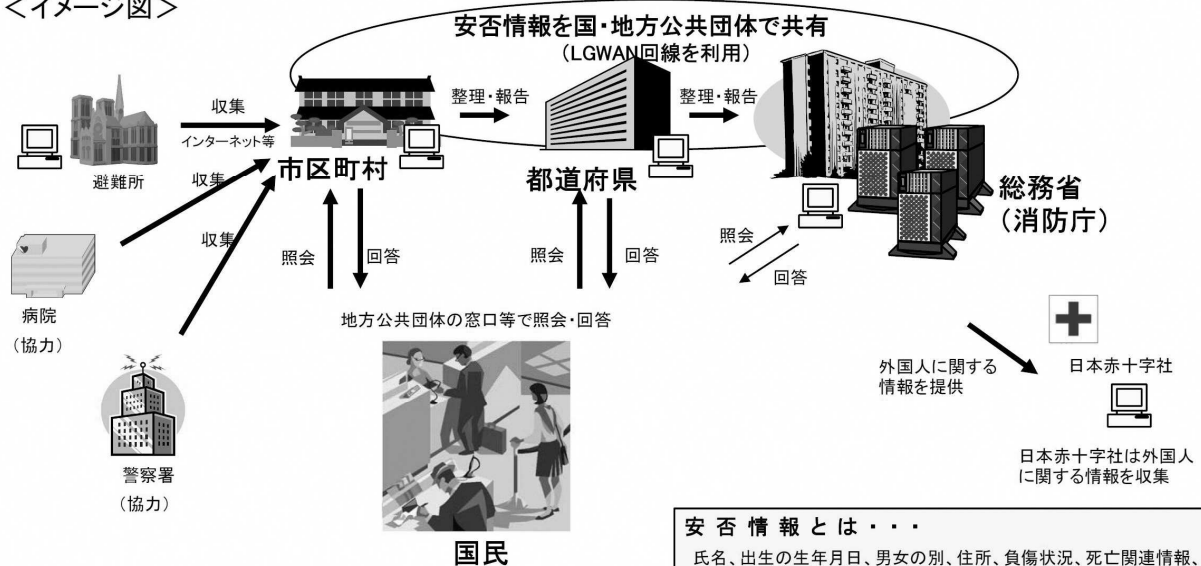 ＜イメージ図＞
安否情報を国・地方公共団体で共有
(LGWAN回線を利用)
収集
インターネット等
避難所
市区町村
整理・報告
都道府県
整理・報告
総務省
(消防庁)
収集
収集
病院
(協力)
警察署
(協力)
照会
回答
照会
回答
照会
回答
地方公共団体の窓口等で照会・回答
国民
外国人に関する
情報を提供
日本赤十字社
日本赤十字社は外国人
に関する情報を収集
安否情報とは・・・
氏名、出生の生年月日、男女の別、住所、負傷状況、死亡関連情報、